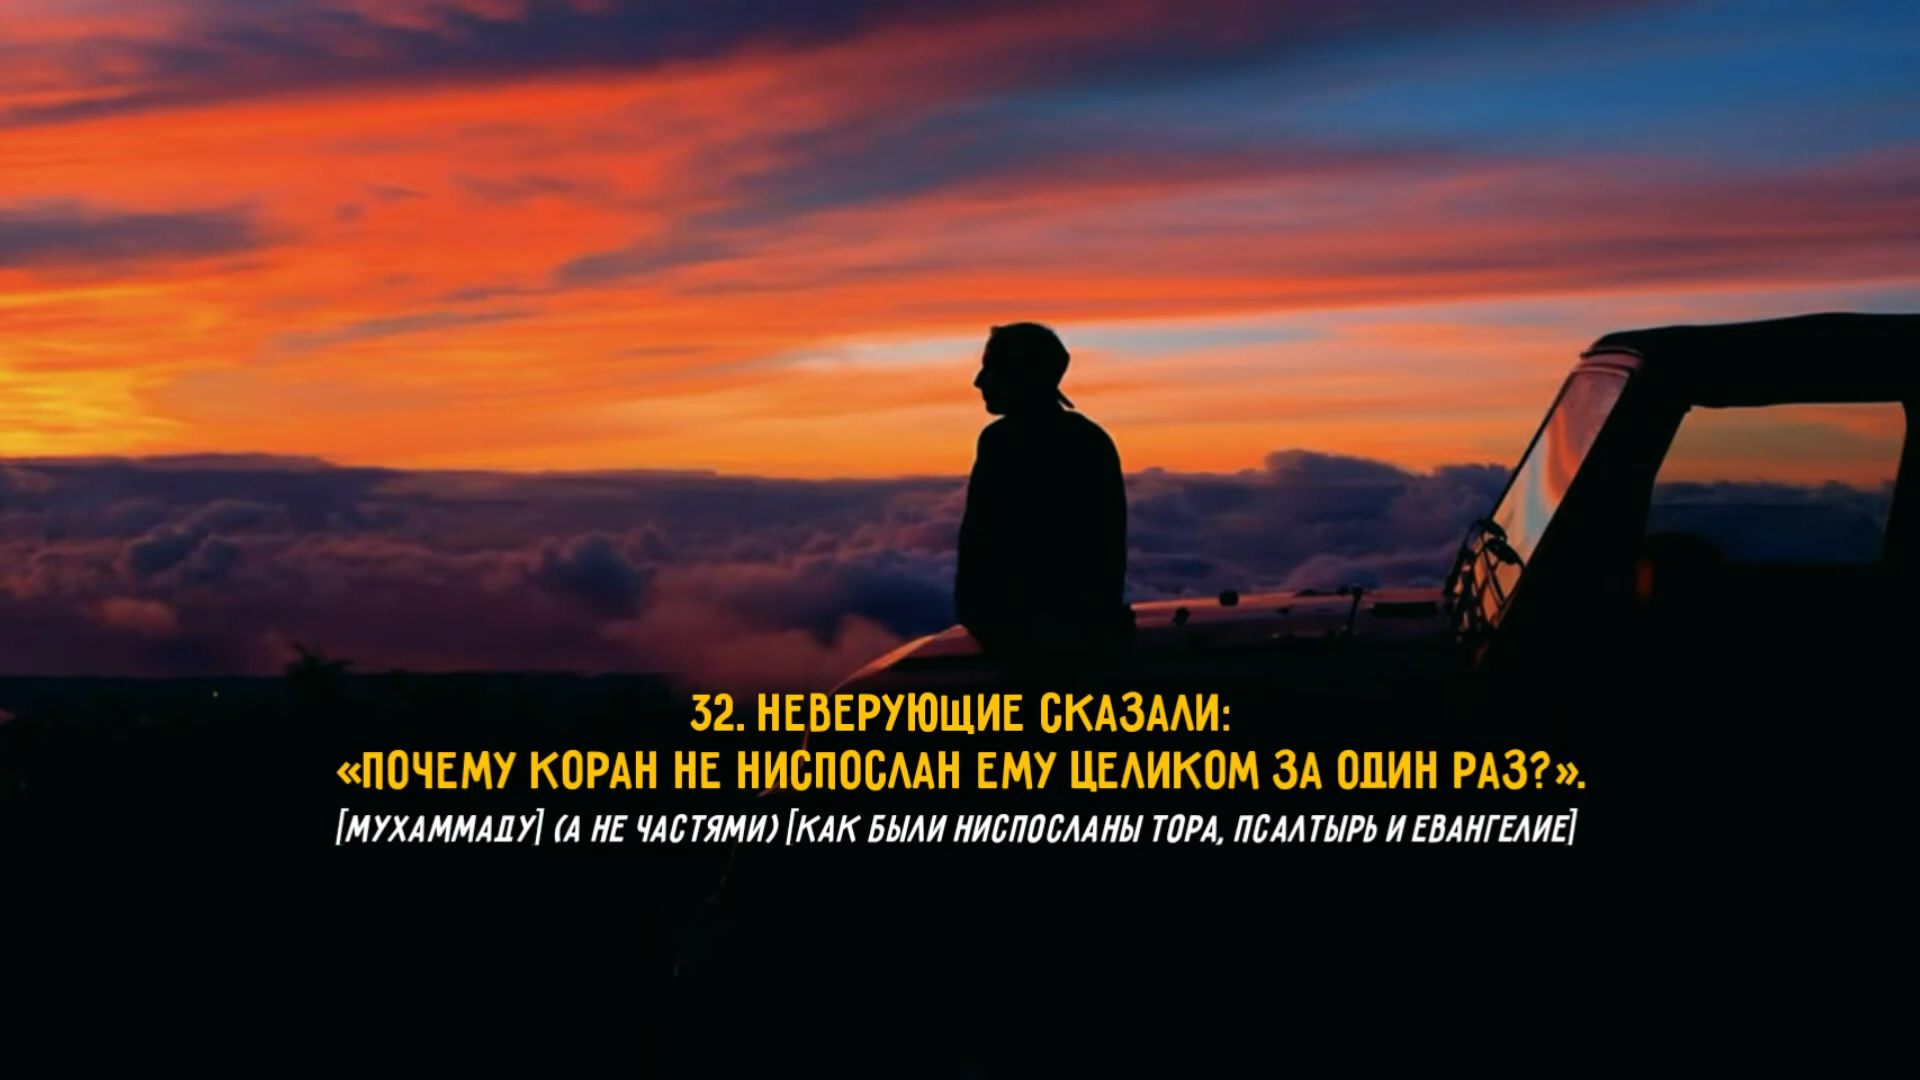 32. НЕВЕРУЮЩИЕ СКАЗАЛИ:
«ПОЧЕМУ КОРАН НЕ НИСПОСЛАН ЕМУ ЦЕЛИКОМ ЗА ОДИН РАЗ?».
[МУХАММАДУ] (А НЕ ЧАСТЯМИ) [КАК БЫЛИ НИСПОСЛАНЫ ТОРА, ПСАЛТЫРЬ И ЕВАНГЕЛИЕ]